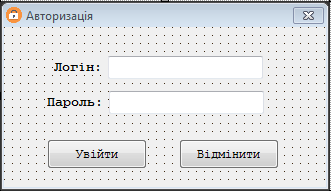 Авторизація
Логін:
Пароль:
Увійти Відмінити